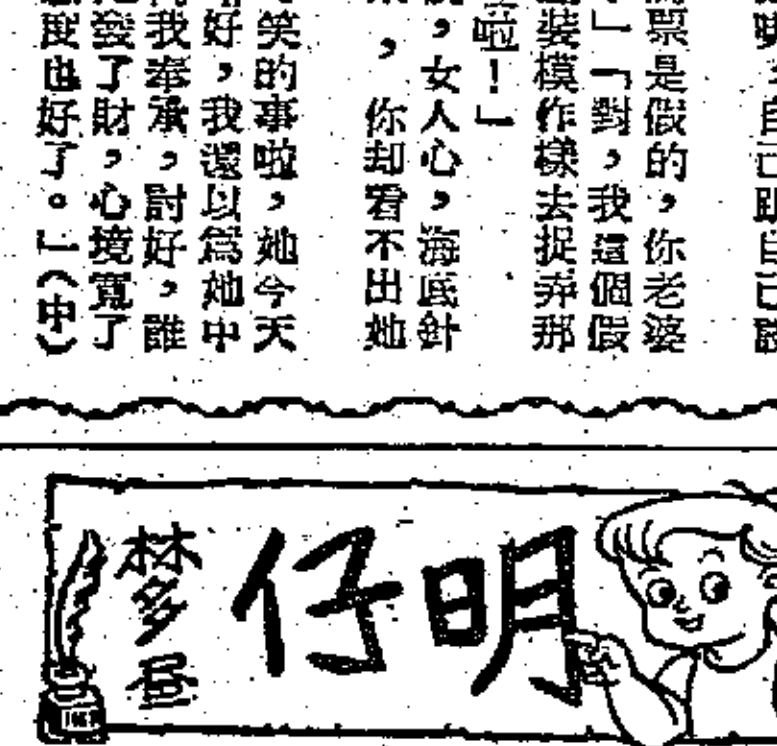 自己跟自己
票是假的，你老婆
」「對，我這個假
裝模作樣去捉弄那
啦！」
，女人心，海底針
，你却看不出她
笑的事啦，她今天
好，我還以爲她中
我奉承，討好，誰
發了財，心境寬了
度也好了。」（中）
明仔